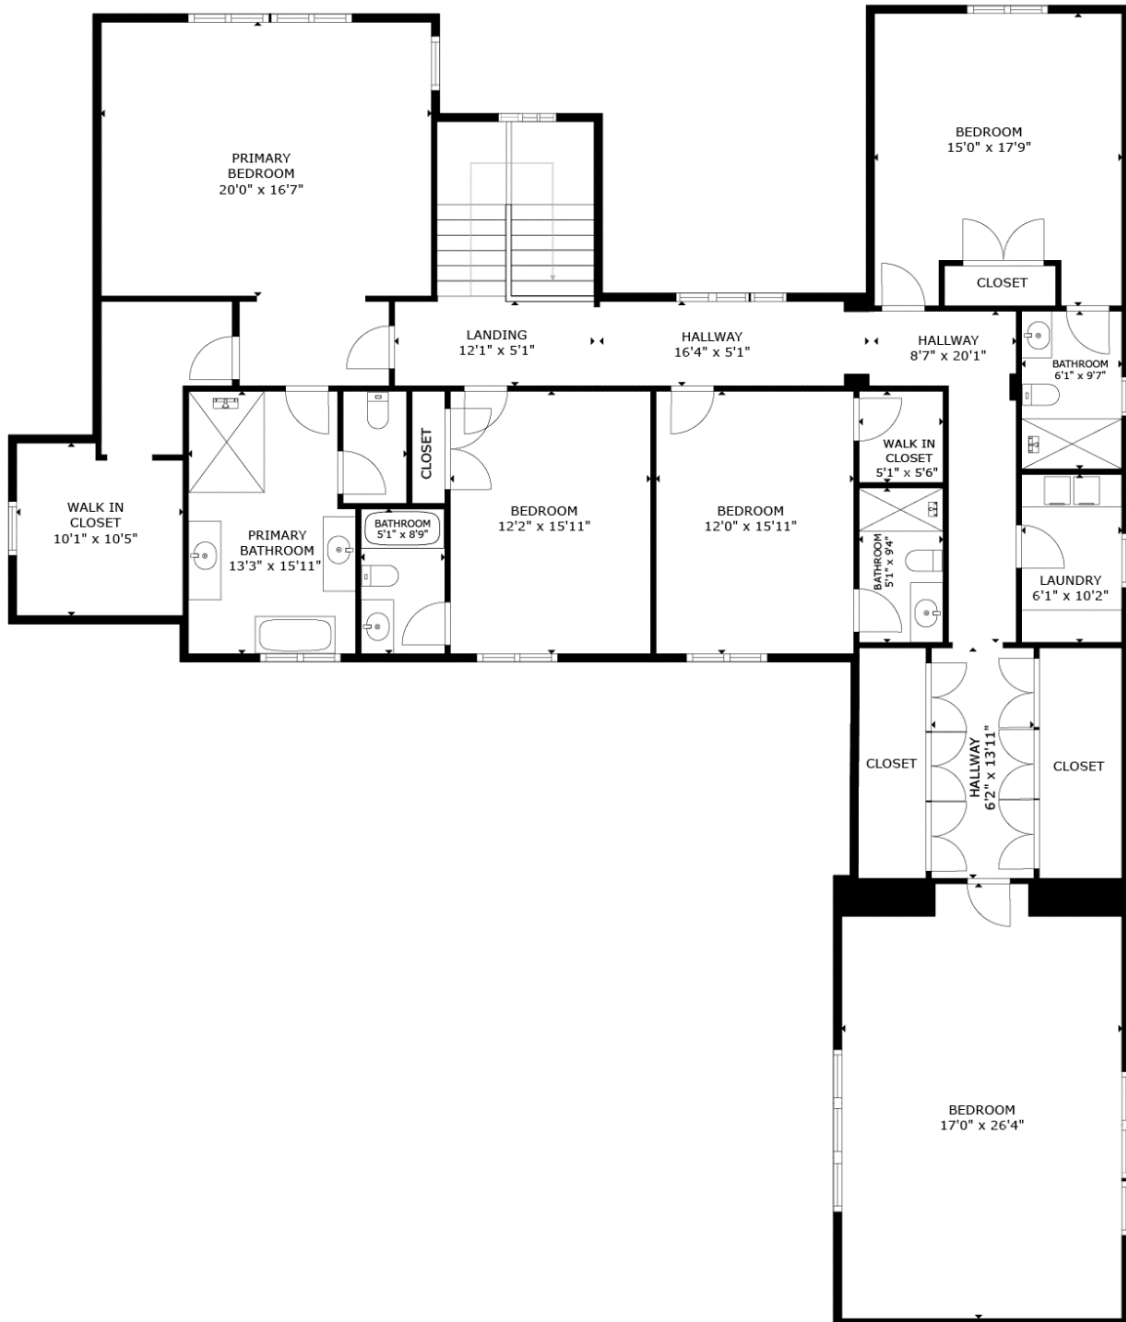 PRIMARY
BEDROOM
20'0" x 16'7"
BEDROOM
15'0" x 17'9"
CLOSET
LANDING
12'1" x 5'1"
HALLWAY
16'4" x 5'1"
HALLWAY
8'7" x 20'1"
BATHROOM
6'1" x 9'7"
WALK IN
CLOSET
10'1" x 10'5"
PRIMARY
BATHROOM
13'3" x 15'11"
CLOSET
BATHROOM
5'1" x 8'9"
BEDROOM
12'2" x 15'11"
BEDROOM
12'0" x 15'11"
WALK IN
CLOSET
5'1" x 5'6"
BATHROOM
5'1" x 9'4"
LAUNDRY
6'1" x 10'2"
CLOSET
HALLWAY
6'2" x 13'11"
CLOSET
BEDROOM
17'0" x 26'4"